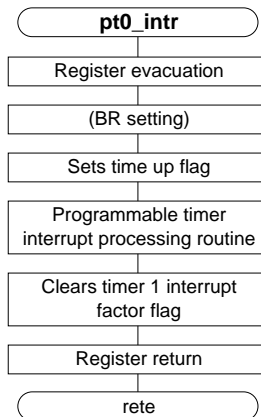 pt0_intr
Register evacuation
(BR setting)
Sets time up flag
Programmable timer
interrupt processing routine
Clears timer 1 interrupt
factor flag
Register return
rete